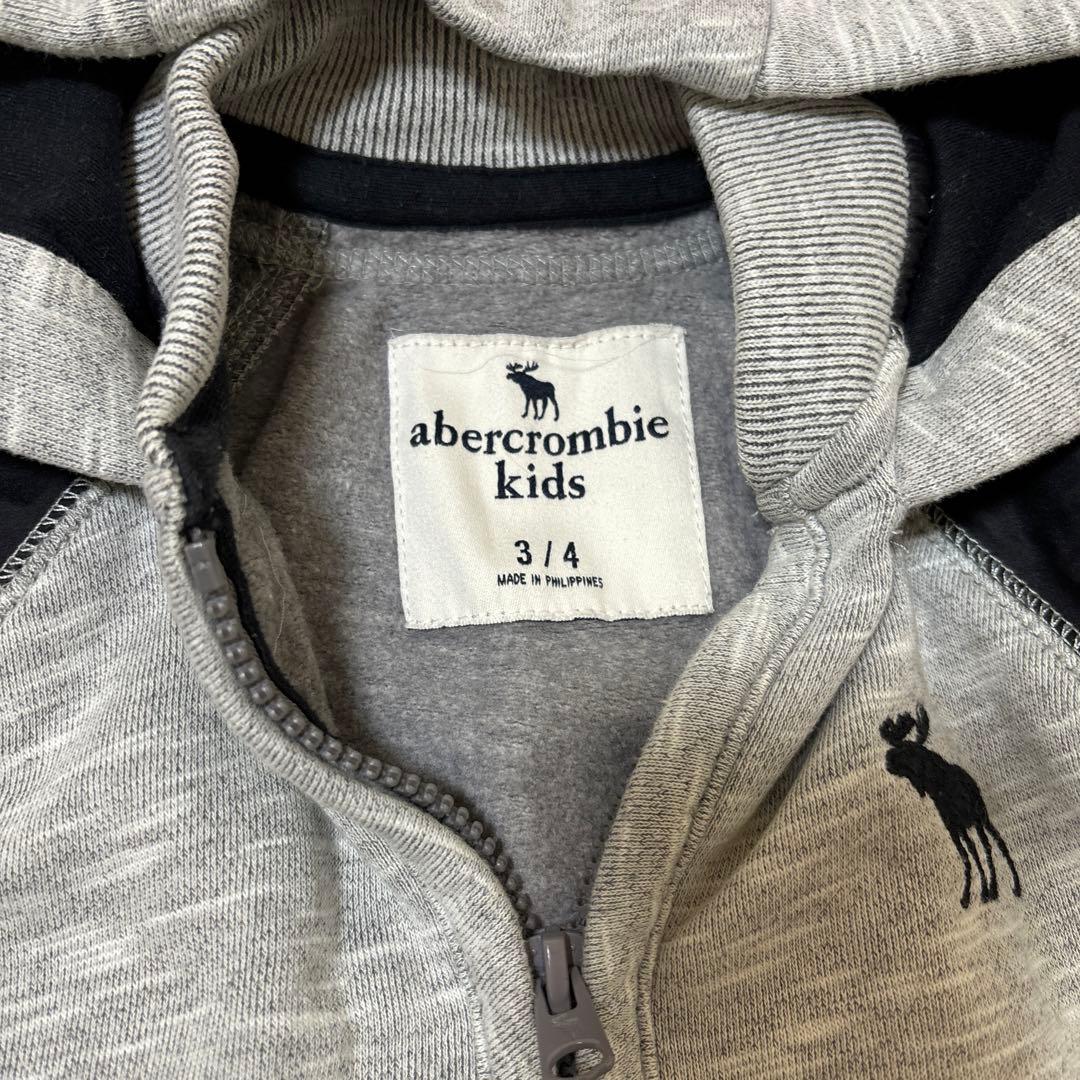 abercrombie
kids
3 / 4
MADE IN PHILIPPINES